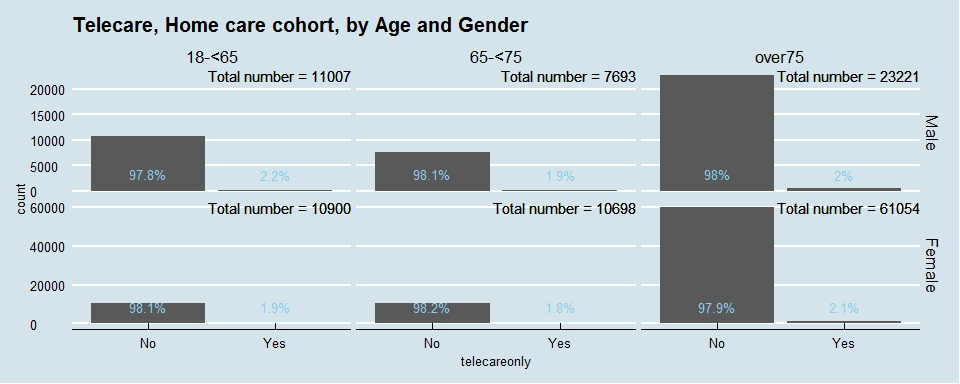 Telecare, Home care cohort, by Age and Gender
18-<65
65-<75
over75
Total number = 11007
Total number = 7693
Total number = 23221
20000
15000
10000
5000
0
97.8%
2.2%
98.1%
1.9%
98%
2%
Male
count
Total number = 10900
Total number = 10698
Total number = 61054
60000
40000
20000
0
98.1%
1.9%
98.2%
1.8%
97.9%
2.1%
Female
No
Yes
No
Yes
No
Yes
telecareonly